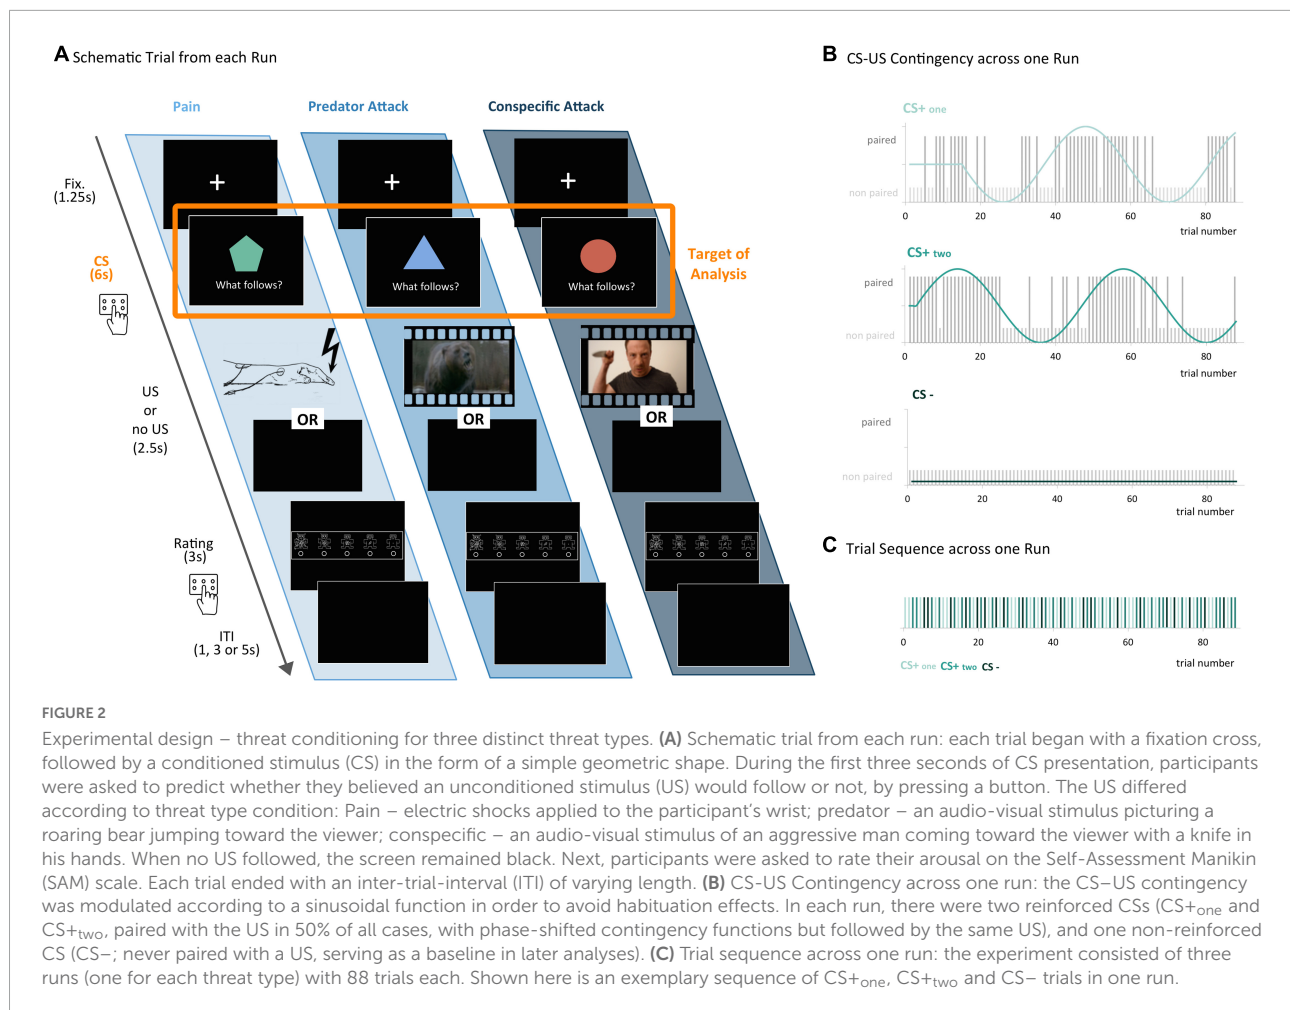 A Schematic Trial from each Run
Pain
Predator Attack
Conspecific Attack
Fix.
(1.25s)
CS
(6s)
What follows?
What follows?
What follows?
Target of
Analysis
US
or
no US
(2.5s)
OR
OR
OR
Rating
(3s)
ITI
(1, 3 or 5s)
B CS-US Contingency across one Run
CS+ one
paired
non paired
0 20 40 60 80
trial number
CS+ two
paired
non paired
0 20 40 60 80
trial number
CS -
paired
non paired
0 20 40 60 80
trial number
C Trial Sequence across one Run
0 20 40 60 80
CS+ one CS+ two CS -
trial number
FIGURE 2
Experimental design – threat conditioning for three distinct threat types. (A) Schematic trial from each run: each trial began with a fixation cross,
followed by a conditioned stimulus (CS) in the form of a simple geometric shape. During the first three seconds of CS presentation, participants
were asked to predict whether they believed an unconditioned stimulus (US) would follow or not, by pressing a button. The US differed
according to threat type condition: Pain – electric shocks applied to the participant's wrist; predator – an audio-visual stimulus picturing a
roaring bear jumping toward the viewer; conspecific – an audio-visual stimulus of an aggressive man coming toward the viewer with a knife in
his hands. When no US followed, the screen remained black. Next, participants were asked to rate their arousal on the Self-Assessment Manikin
(SAM) scale. Each trial ended with an inter-trial-interval (ITI) of varying length. (B) CS-US Contingency across one run: the CS–US contingency
was modulated according to a sinusoidal function in order to avoid habituation effects. In each run, there were two reinforced CSs (CS+one and
CS+two, paired with the US in 50% of all cases, with phase-shifted contingency functions but followed by the same US), and one non-reinforced
CS (CS–; never paired with a US, serving as a baseline in later analyses). (C) Trial sequence across one run: the experiment consisted of three
runs (one for each threat type) with 88 trials each. Shown here is an exemplary sequence of CS+one, CS+two and CS– trials in one run.